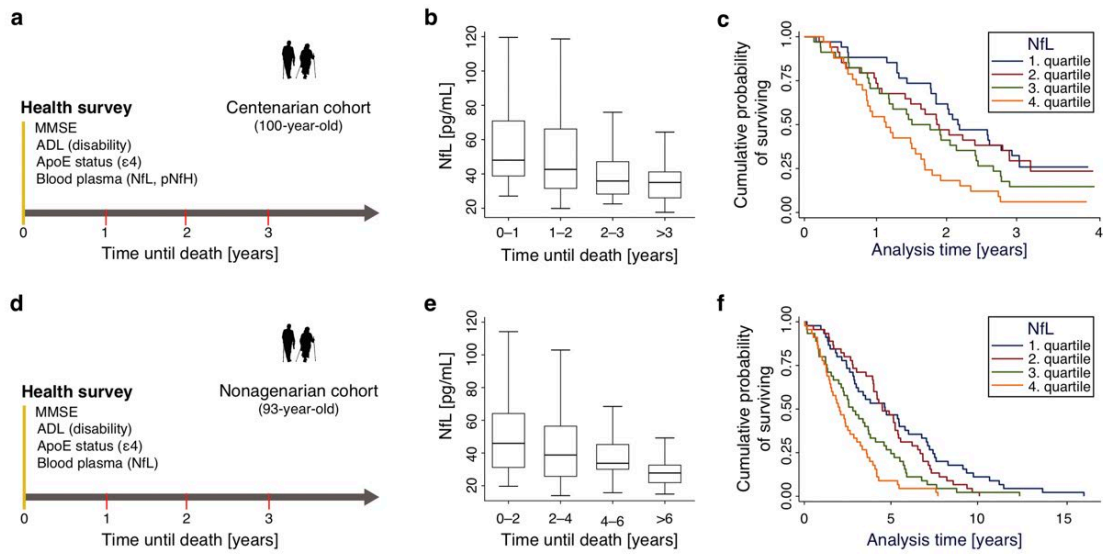 a
Health survey
MMSE
ADL (disability)
ApoE status (ε4)
Blood plasma (NfL, pNfH)
Centenarian cohort
(100-year-old)
0 1 2 3
Time until death [years]
b
NfL [pg/mL]
120
100
80
60
40
20
0–1 1–2 2–3 >3
Time until death [years]
c
Cumulative probability
of surviving
1.00
0.75
0.50
0.25
0.00
NfL
1. quartile
2. quartile
3. quartile
4. quartile
0 1 2 3 4
Analysis time [years]
d
Health survey
MMSE
ADL (disability)
ApoE status (ε4)
Blood plasma (NfL)
Nonagenarian cohort
(93-year-old)
0 1 2 3
Time until death [years]
e
NfL [pg/mL]
120
100
80
60
40
20
0–2 2–4 4–6 >6
Time until death [years]
f
Cumulative probability
of surviving
1.00
0.75
0.50
0.25
0.00
NfL
1. quartile
2. quartile
3. quartile
4. quartile
0 5 10 15
Analysis time [years]